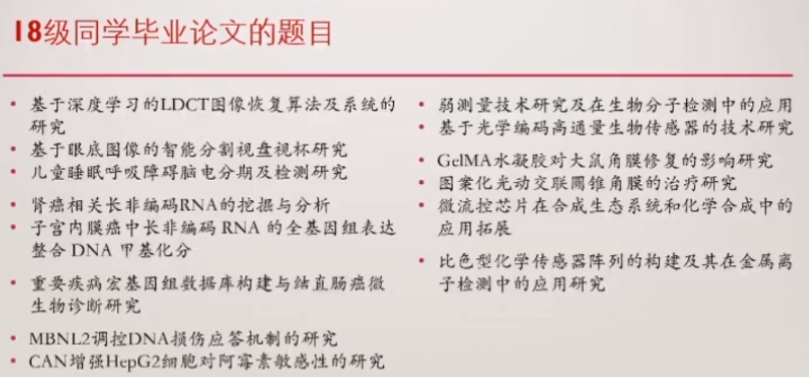 18级同学毕业论文的题目
• 基于深度学习的LDCT图像恢复算法及系统的
研究
• 基于眼底图像的智能分割视盘视杯研究
• 儿童睡眠呼吸障碍脑电分期及检测研究
• 肾癌相关长非编码RNA的挖掘与分析
• 子宫内膜癌中长非编码 RNA 的全基因组表达
整合 DNA 甲基化分
• 重要疾病宏基因组数据库构建与结直肠癌微
生物诊断研究
• MBNL2调控DNA损伤应答机制的研究
• CAN增强HepG2细胞对阿霉素敏感性的研究
• 弱测量技术研究及在生物分子检测中的应用
• 基于光学编码高通量生物传感器的技术研究
• GelMA水凝胶对大鼠角膜修复的影响研究
• 图案化光动交联圆锥角膜的治疗研究
• 微流控芯片在合成生态系统和化学合成中的
应用拓展
• 比色型化学传感器阵列的构建及其在金属离
子检测中的应用研究